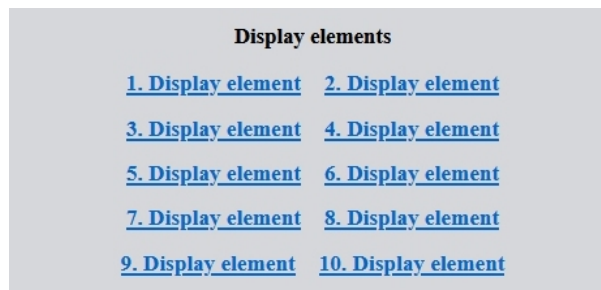 Display elements
1. Display element 2. Display element
3. Display element 4. Display element
5. Display element 6. Display element
7. Display element 8. Display element
9. Display element 10. Display element